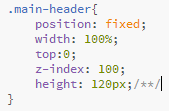 .main-header{
position: fixed;
width: 100%;
top:0;
z-index: 100;
height: 120px;/**/
}